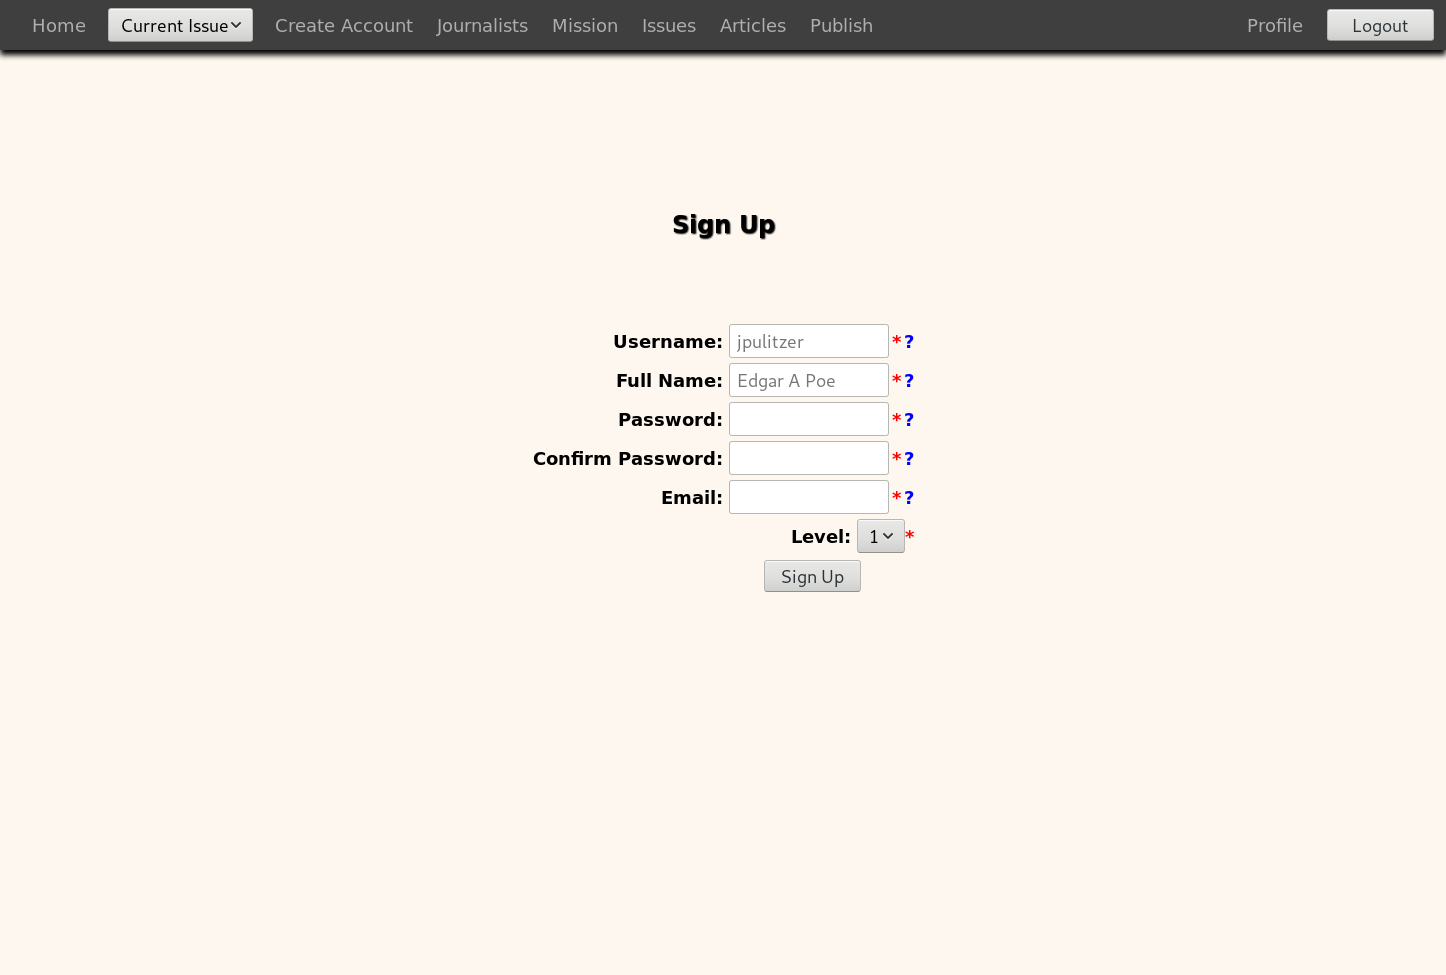 Home Current Issue Create Account Journalists Mission Issues Articles Publish Profile Logout
Sign Up
Username: jpulitzer *?
Full Name: Edgar A Poe *?
Password: *?
Confirm Password: *?
Email: *?
Level: 1 *
Sign Up